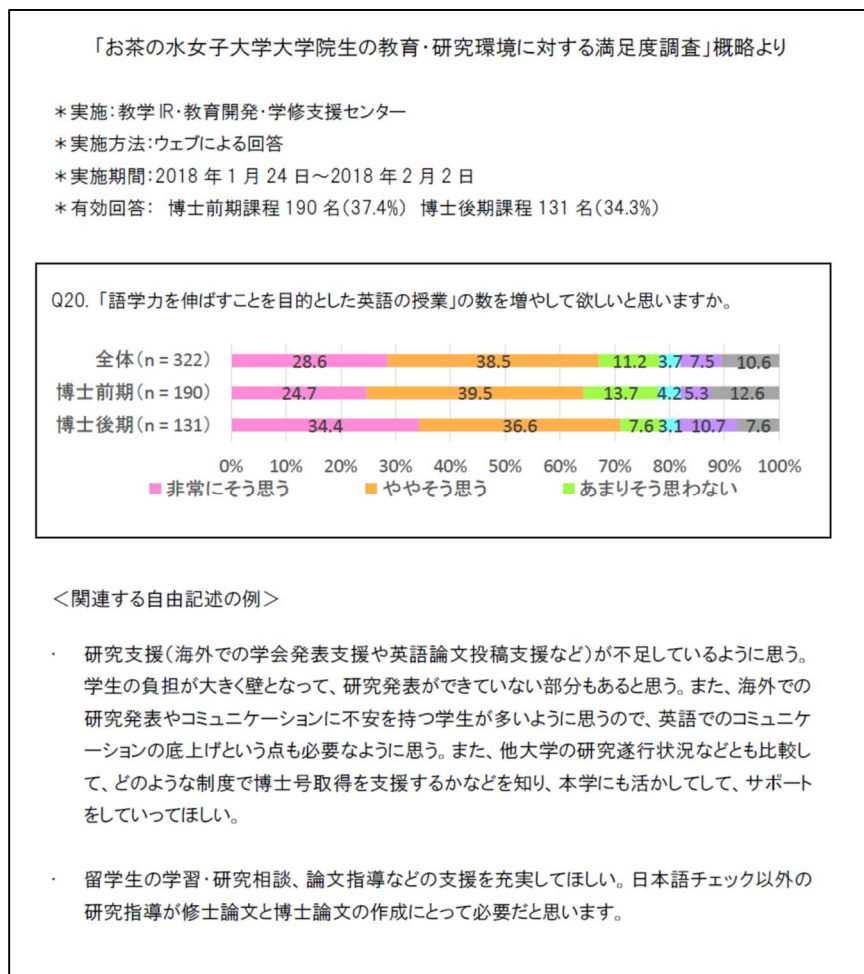 「お茶の水女子大学大学院生の教育・研究環境に対する満足度調査」概略より
＊実施：教学IR・教育開発・学修支援センター
＊実施方法：ウェブによる回答
＊実施期間：2018年1月24日～2018年2月2日
＊有効回答： 博士前期課程190名（37.4%） 博士後期課程131名（34.3%）
Q20. 「語学力を伸ばすことを目的とした英語の授業」の数を増やして欲しいと思いますか。
全体（n = 322） 28.6 38.5 11.2 3.7 7.5 10.6
博士前期（n = 190） 24.7 39.5 13.7 4.2 5.3 12.6
博士後期（n = 131） 34.4 36.6 7.6 3.1 10.7 7.6
0% 10% 20% 30% 40% 50% 60% 70% 80% 90% 100%
非常にそう思う ややそう思う あまりそう思わない
＜関連する自由記述の例＞
・ 研究支援（海外での学会発表支援や英語論文投稿支援など）が不足しているように思う。
学生の負担が大きく壁となって、研究発表ができていない部分もあると思う。また、海外での
研究発表やコミュニケーションに不安を持つ学生が多いように思うので、英語でのコミュニケ
ーションの底上げという点も必要なように思う。また、他大学の研究遂行状況などとも比較し
て、どのような制度で博士号取得を支援するかなどを知り、本学にも活かしてして、サポート
をしていってほしい。
・ 留学生の学習・研究相談、論文指導などの支援を充実してほしい。日本語チェック以外の
研究指導が修士論文と博士論文の作成にとって必要だと思います。